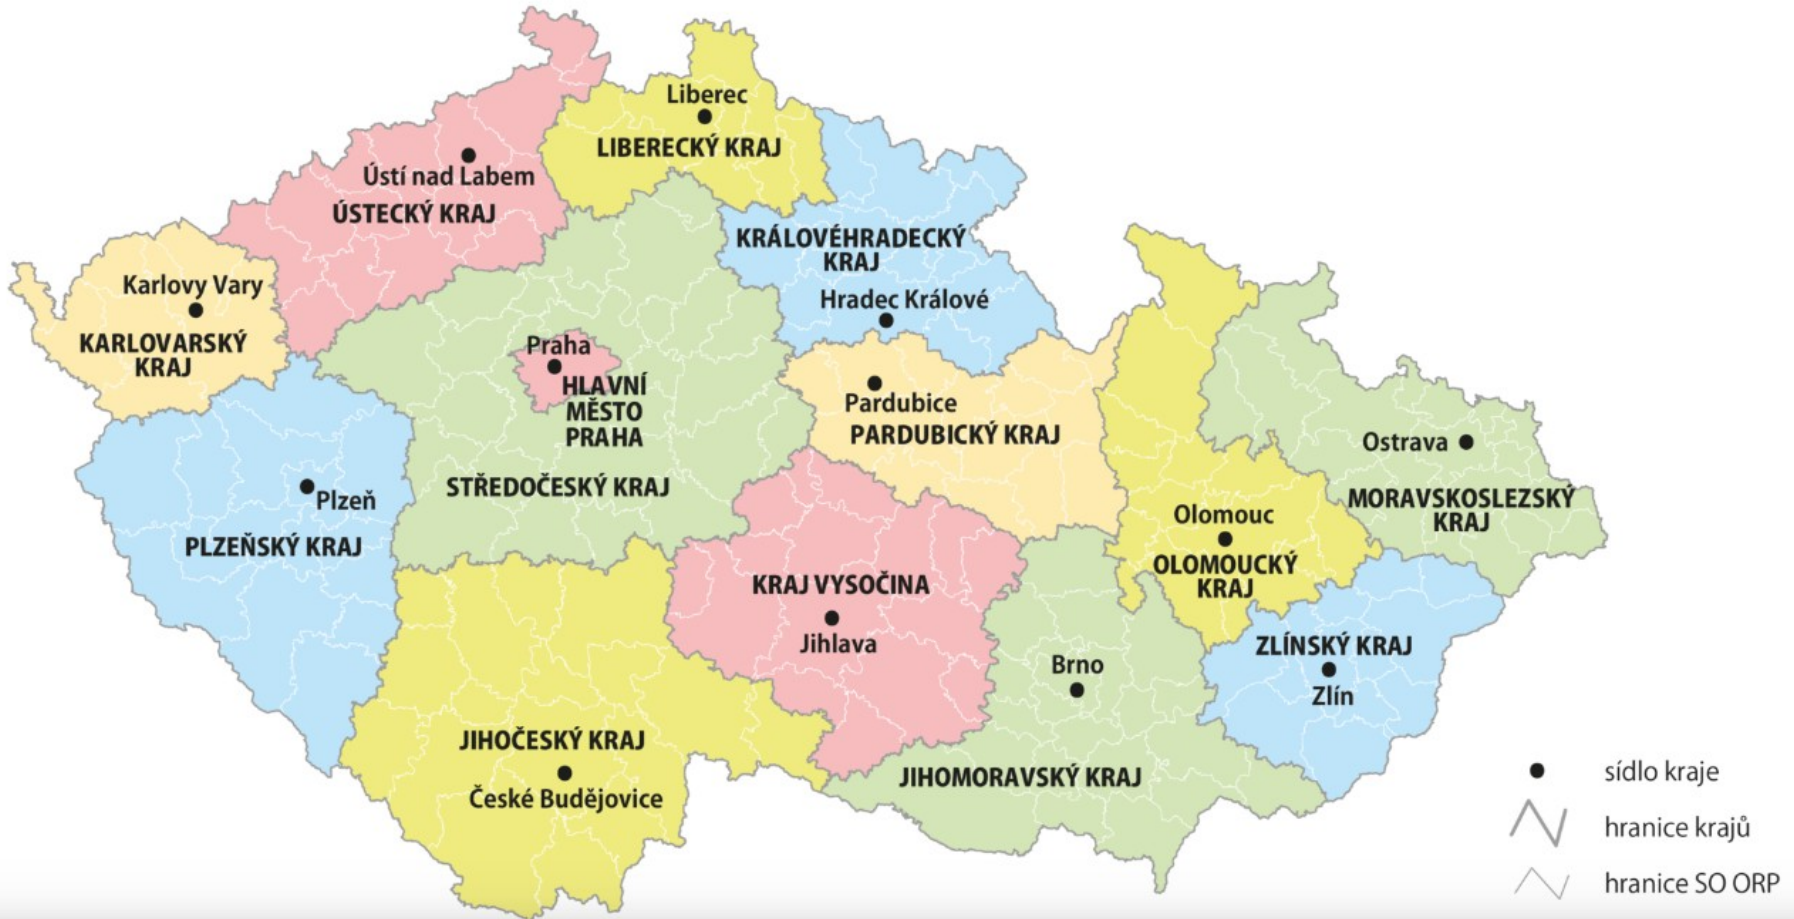 Liberec
LIBERECKÝ KRAJ
Ústí nad Labem
ÚSTECKÝ KRAJ
KRÁLOVÉHRADECKÝ
KRAJ
Hradec Králové
Karlovy Vary
KARLOVARSKÝ
KRAJ
Praha
HLAVNÍ
MĚSTO
PRAHA
Pardubice
PARDUBICKÝ KRAJ
Ostrava
MORAVSKOSLEZSKÝ
KRAJ
STŘEDOČESKÝ KRAJ
Plzeň
PLZEŇSKÝ KRAJ
Olomouc
OLOMOUCKÝ
KRAJ
KRAJ VYSOČINA
Jihlava
ZLÍNSKÝ KRAJ
Zlín
Brno
JIHOČESKÝ KRAJ
České Budějovice
JIHOMORAVSKÝ KRAJ
sídlo kraje
hranice krajů
hranice SO ORP